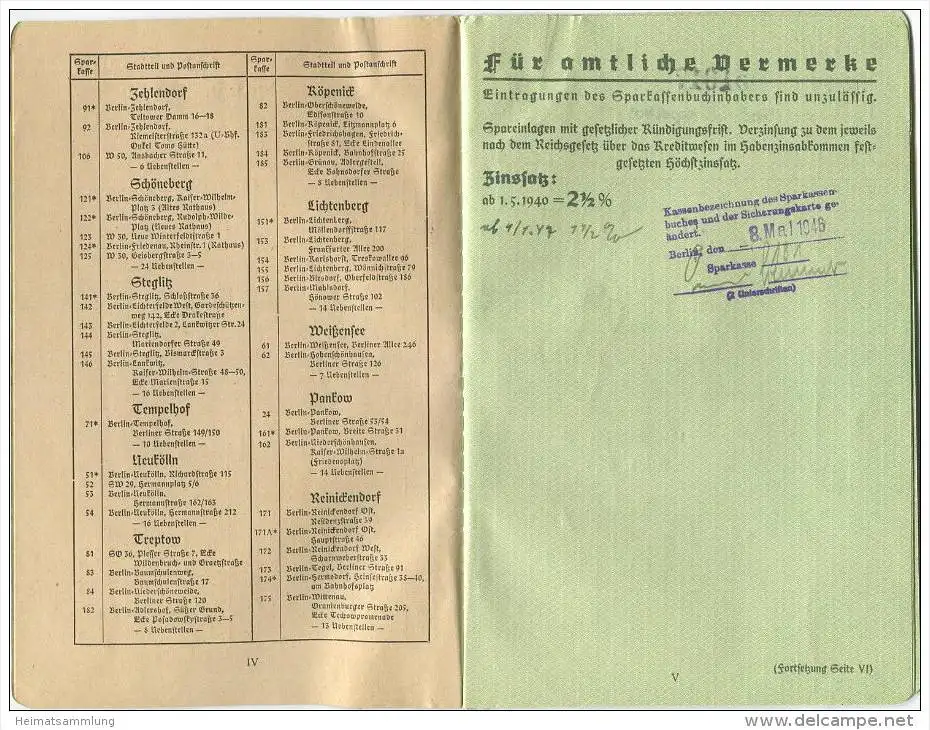 Spar-
kasse
Stadtteil und Postanschrift
Zehlendorf
91* Berlin-Zehlendorf,
Teltower Damm 16—18
92 Berlin-Zehlendorf,
Riemeisterstraße 132a (U-Bhf.
Onkel Toms Hütte)
106 W 50, Ansbacher Straße 11,
— 6 Nebenstellen —
Schöneberg
121* Berlin-Schöneberg, Kaiser-Wilhelm-
Platz 3 (Altes Rathaus)
122* Berlin-Schöneberg, Rudolph-Wilde-
Platz (Neues Rathaus)
123 W 30, Neue Winterfeldtstraße 1
124* Berlin-Friedenau, Rheinstr. 1 (Rathaus)
125 W 30, Geisbergstraße 3—5
— 24 Nebenstellen —
Steglitz
141* Berlin-Steglitz, Schloßstraße 36
142 Berlin-Lichterfelde West, Gardeschützen-
weg 142, Ecke Drakestraße
143 Berlin-Lichterfelde 2, Lankwitzer Str. 24
144 Berlin-Steglitz,
Mariendorfer Straße 49
145 Berlin-Steglitz, Bismarckstraße 3
146 Berlin-Lankwitz,
Kaiser-Wilhelm-Straße 48—50,
Ecke Marienstraße 15
— 16 Nebenstellen —
Tempelhof
71* Berlin-Tempelhof,
Berliner Straße 149/150
— 10 Nebenstellen —
Neukölln
51* Berlin-Neukölln, Richardstraße 115
52 SW 29, Hermannplatz 5/6
53 Berlin-Neukölln,
Hermannstraße 162/163
54 Berlin-Neukölln, Hermannstraße 212
— 16 Nebenstellen —
Treptow
81 SO 36, Plesser Straße 7, Ecke
Wildenbruch- und Graetzstraße
83 Berlin-Baumschulenweg,
Baumschulenstraße 17
84 Berlin-Niederschöneweide,
Berliner Straße 120
182 Berlin-Adlershof, Süßer Grund,
Ecke Posadowskystraße 3—5
— 8 Nebenstellen —
Spar-
kasse
Stadtteil und Postanschrift
Köpenick
82 Berlin-Oberschöneweide,
Edisonstraße 10
181 Berlin-Köpenick, Litzmannplatz 6
183 Berlin-Friedrichshagen, Friedrich-
straße 81, Ecke Lindenallee
184 Berlin-Köpenick, Bahnhofstraße 25
185 Berlin-Grünau, Adlergestell,
Ecke Bahnsdorfer Straße
— 8 Nebenstellen —
Lichtenberg
151* Berlin-Lichtenberg,
Möllendorffstraße 117
153 Berlin-Lichtenberg,
Frankfurter Allee 200
154 Berlin-Karlshorst, Treskowallee 96
155 Berlin-Lichtenberg, Wönnichstraße 79
156 Berlin-Biesdorf, Oberfeldstraße 186
157 Berlin-Mahlsdorf,
Hönower Straße 102
— 14 Nebenstellen —
Weißensee
61 Berlin-Weißensee, Berliner Allee 246
62 Berlin-Hohenschönhausen,
Berliner Straße 126
— 7 Nebenstellen —
Pankow
24 Berlin-Pankow,
Berliner Straße 53/54
161* Berlin-Pankow, Breite Straße 31
162 Berlin-Niederschönhausen,
Kaiser-Wilhelm-Straße 1a
(Friedensplatz)
— 14 Nebenstellen —
Reinickendorf
171 Berlin-Reinickendorf Ost,
Residenzstraße 39
171A* Berlin-Reinickendorf Ost,
Hauptstraße 46
172 Berlin-Reinickendorf West,
Scharnweberstraße 33
173 Berlin-Tegel, Berliner Straße 91
174* Berlin-Hermsdorf, Heinsestraße 38—40,
am Bahnhofsplatz
175 Berlin-Wittenau,
Oranienburger Straße 205,
Ecke Techowpromenade
— 13 Nebenstellen —
IV
Für amtliche Vermerke
Eintragungen des Sparkassenbuchinhabers sind unzulässig.
Spareinlagen mit gesetzlicher Kündigungsfrist. Verzinsung zu dem jeweils
nach dem Reichsgesetz über das Kreditwesen im Habenzinsabkommen fest-
gesetzten Höchstzinssatz.
Zinssatz:
ab 1. 5. 1940 = 2½ %
ab 1/1.47 1 1/2 %
Kassenbezeichnung des Sparkassen-
buches und der Sicherungskarte ge-
ändert.
Berlin, den 8. Mai 1946
Sparkasse 181
(2 Unterschriften)
(Fortsetzung Seite VI)
V
Heimatsammlung
delcampe.net